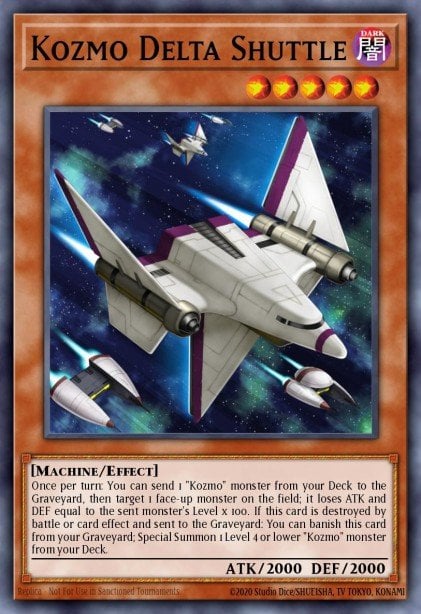 KOZMO DELTA SHUTTLE
DARK
闇
[MACHINE/EFFECT]
Once per turn: You can send 1 "Kozmo" monster from your Deck to the
Graveyard, then target 1 face-up monster on the field; it loses ATK and
DEF equal to the sent monster's Level x 100. If this card is destroyed by
battle or card effect and sent to the Graveyard: You can banish this card
from your Graveyard; Special Summon 1 Level 4 or lower "Kozmo" monster
from your Deck.
ATK/2000 DEF/2000
Replica - Not For Use in Sanctioned Tournaments
©2020 Studio Dice/SHUEISHA, TV TOKYO, KONAMI